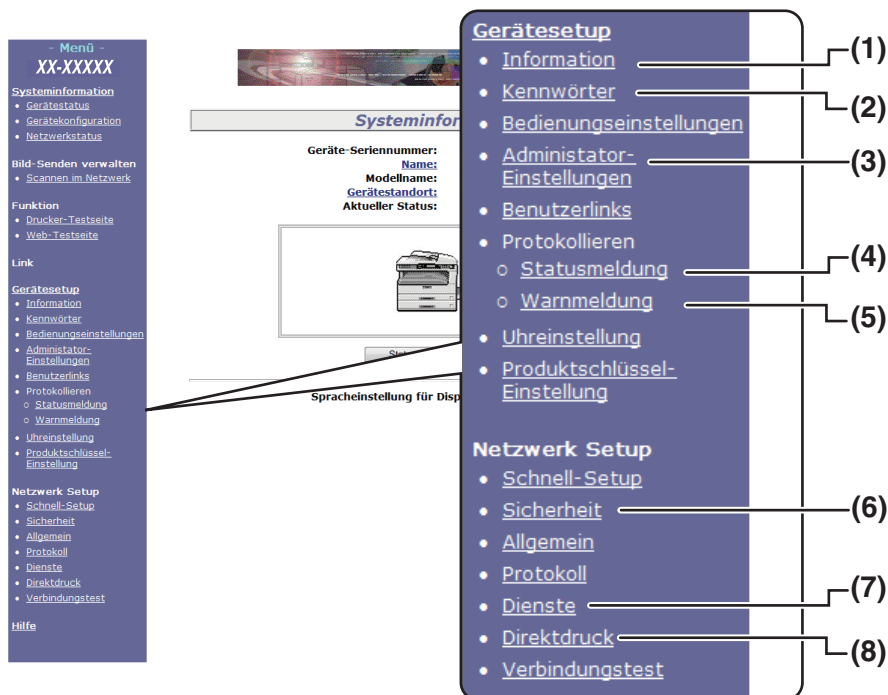 - Menü -
XX-XXXXX
Systeminformation
• Gerätestatus
• Gerätekonfiguration
• Netzwerkstatus
Bild-Senden verwalten
• Scannen im Netzwerk
Funktion
• Drucker-Testseite
• Web-Testseite
Link
Gerätesetup
• Information
• Kennwörter
• Bedienungseinstellungen
• Administator-
Einstellungen
• Benutzerlinks
• Protokollieren
o Statusmeldung
o Warnmeldung
• Uhreinstellung
• Produktschlüssel-
Einstellung
Netzwerk Setup
• Schnell-Setup
• Sicherheit
• Allgemein
• Protokoll
• Dienste
• Direktdruck
• Verbindungstest
Hilfe
Systeminfor
Geräte-Seriennummer:
Name:
Modellname:
Gerätestandort:
Aktueller Status:
Spracheinstellung für Disp
Gerätesetup
• Information (1)
• Kennwörter (2)
• Bedienungseinstellungen
• Administator- (3)
Einstellungen
• Benutzerlinks
• Protokollieren
o Statusmeldung (4)
o Warnmeldung (5)
• Uhreinstellung
• Produktschlüssel-
Einstellung
Netzwerk Setup
• Schnell-Setup
• Sicherheit (6)
• Allgemein
• Protokoll
• Dienste (7)
• Direktdruck (8)
• Verbindungstest